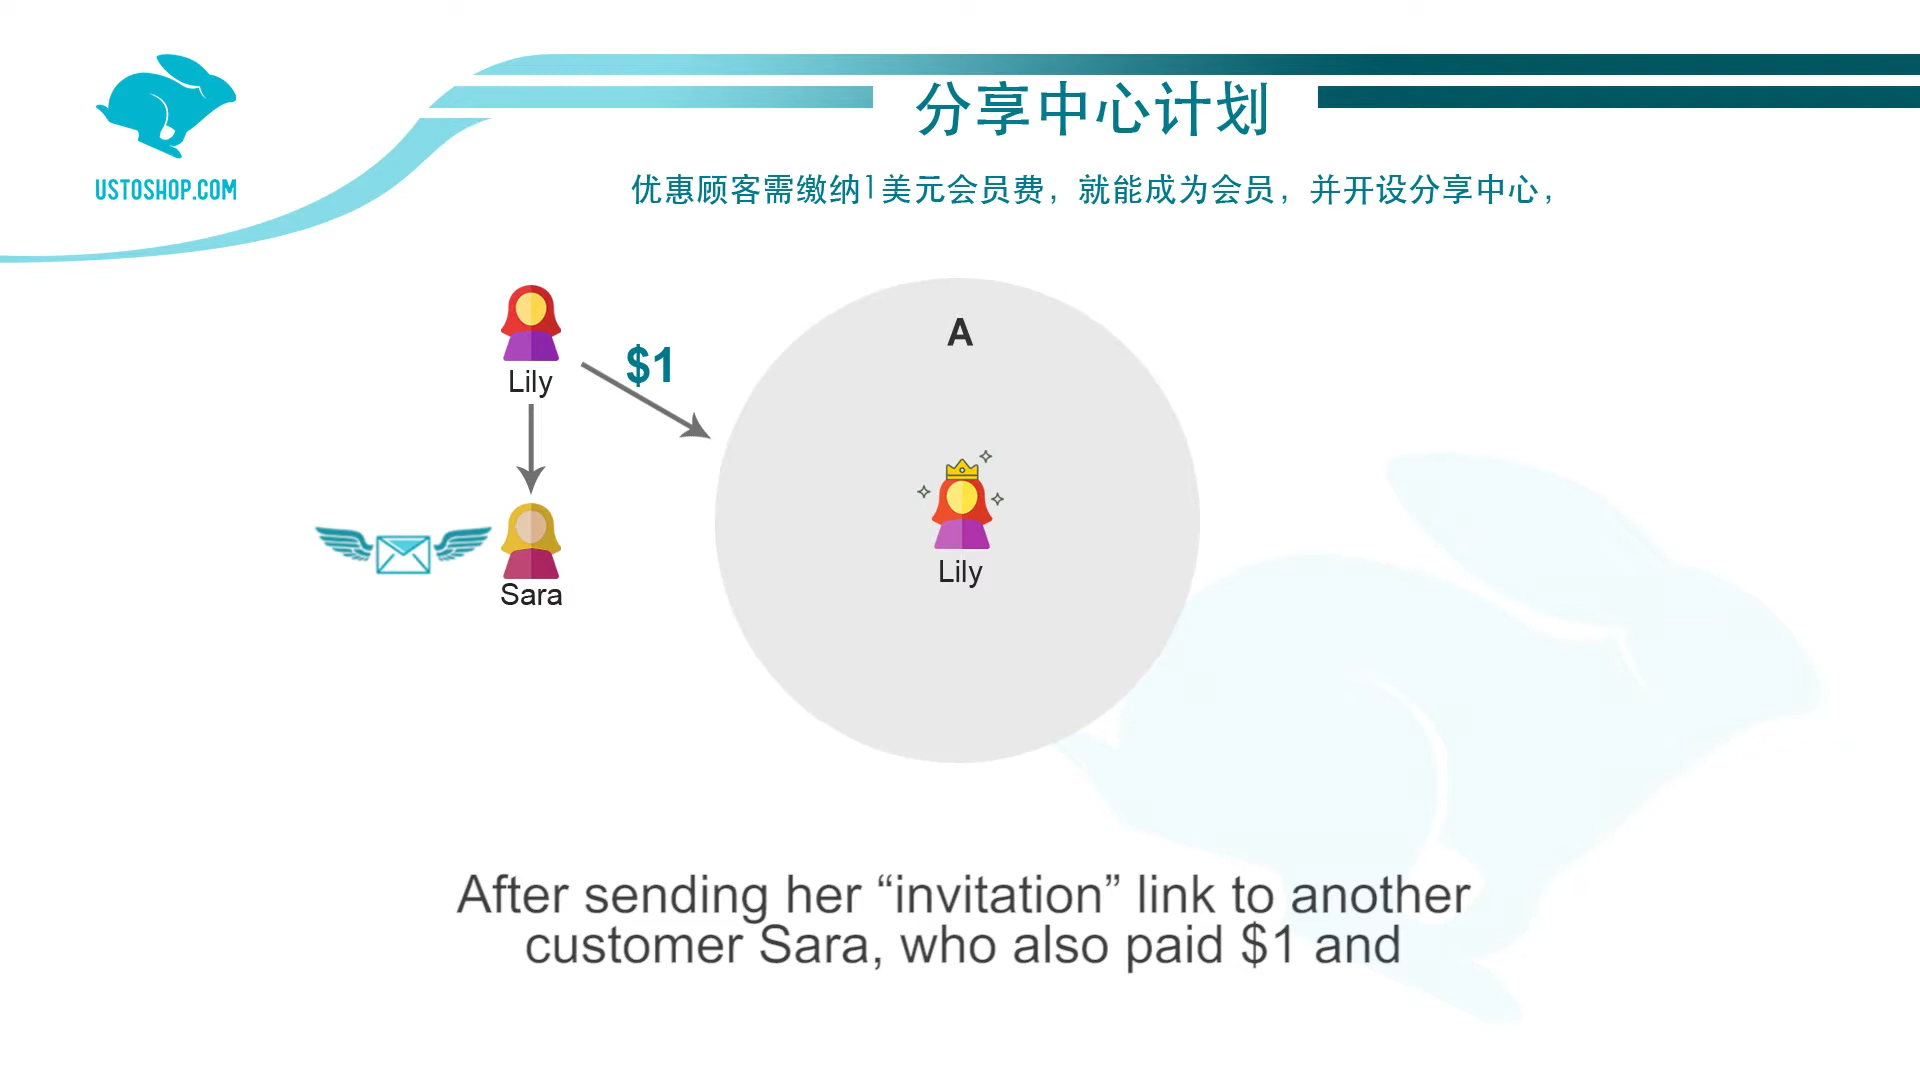 USTOSHOP.COM
分享中心计划
优惠顾客需缴纳1美元会员费，就能成为会员，并开设分享中心，
A
Lily
$1
Lily
Sara
After sending her “invitation” link to another
customer Sara, who also paid $1 and